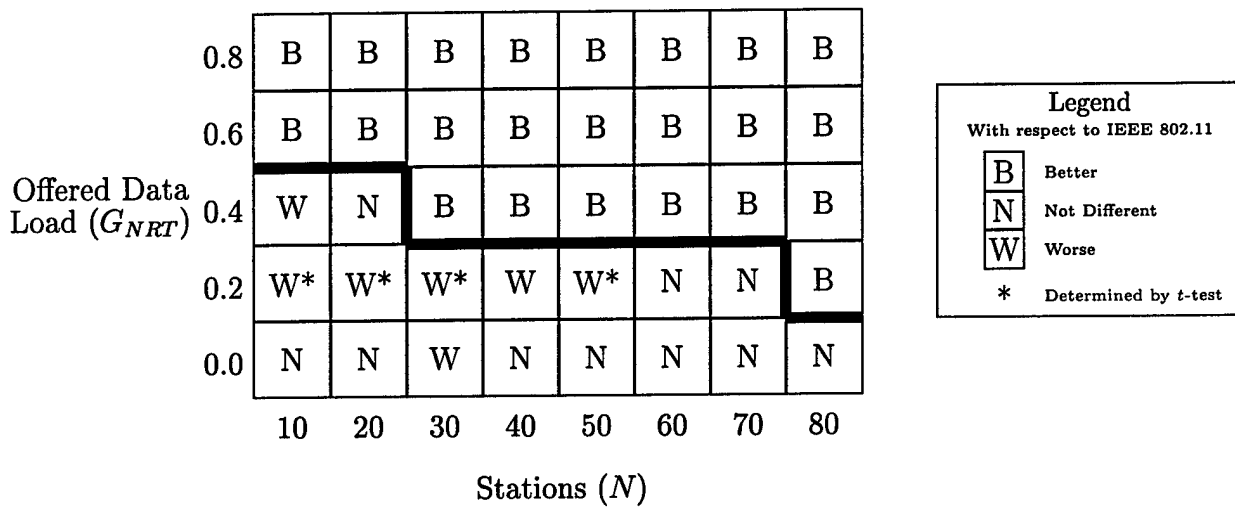 0.8 B B B B B B B B
0.6 B B B B B B B B
Offered Data
Load (G_NRT)
0.4 W N B B B B B B
0.2 W* W* W* W W* N N B
0.0 N N W N N N N N
10 20 30 40 50 60 70 80
Stations (N)
Legend
With respect to IEEE 802.11
B Better
N Not Different
W Worse
* Determined by t-test